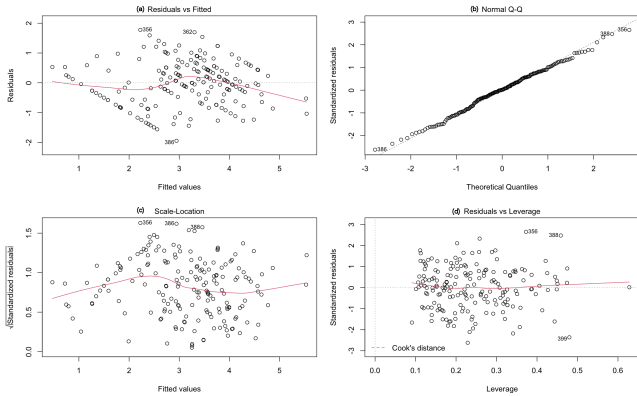 (a) Residuals vs Fitted
Residuals
2
1
0
-1
-2
356
362
386
1 2 3 4 5
Fitted values
(b) Normal Q-Q
Standardized residuals
3
2
1
0
-1
-2
388
356
386
-3 -2 -1 0 1 2 3
Theoretical Quantiles
(c) Scale-Location
√|Standardized residuals|
1.5
1.0
0.5
0.0
356
386
388
1 2 3 4 5
Fitted values
(d) Residuals vs Leverage
Standardized residuals
3
2
1
0
-1
-2
-3
356
388
399
Cook's distance
0.0 0.1 0.2 0.3 0.4 0.5 0.6
Leverage